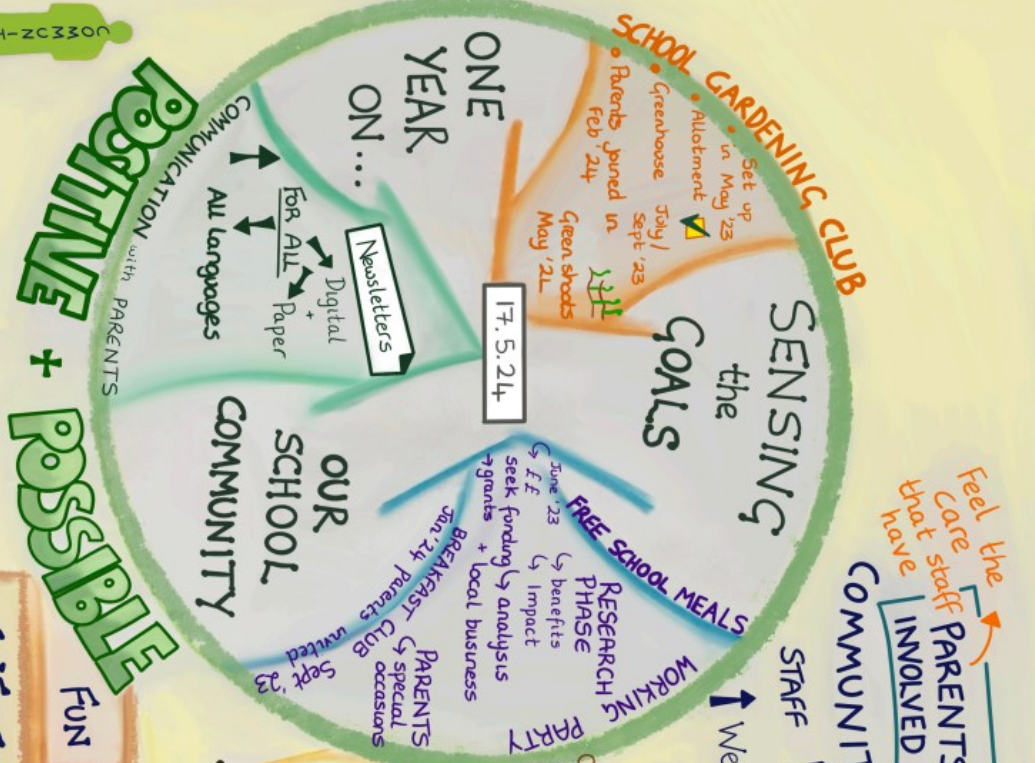 COMMUNIT
POSITIVE
+
POSSIBLE
SENSING
the
GOALS
ONE
YEAR
ON...
OUR
SCHOOL
COMMUNITY
17.5.24
SCHOOL GARDENING CLUB
• Set up
in May '23
• Allotment
• Greenhouse July/
Sept '23
• Parents joined in
Feb '24
Green shoots
May '24
COMMUNICATION with PARENTS
Newsletters
Digital
+
Paper
FOR ALL
All Languages
FREE SCHOOL MEALS
June '23
££
seek funding
→ grants + local business
RESEARCH
PHASE
benefits
Impact
analysis
WORKING PARTY
BREAKFAST CLUB
Jan 24 parents invited
PARENTS
special
occasions
Sept '23
Feel the
care
that staff
have
PARENTS
INVOLVED
COMMUNIT
STAFF
We
FUN